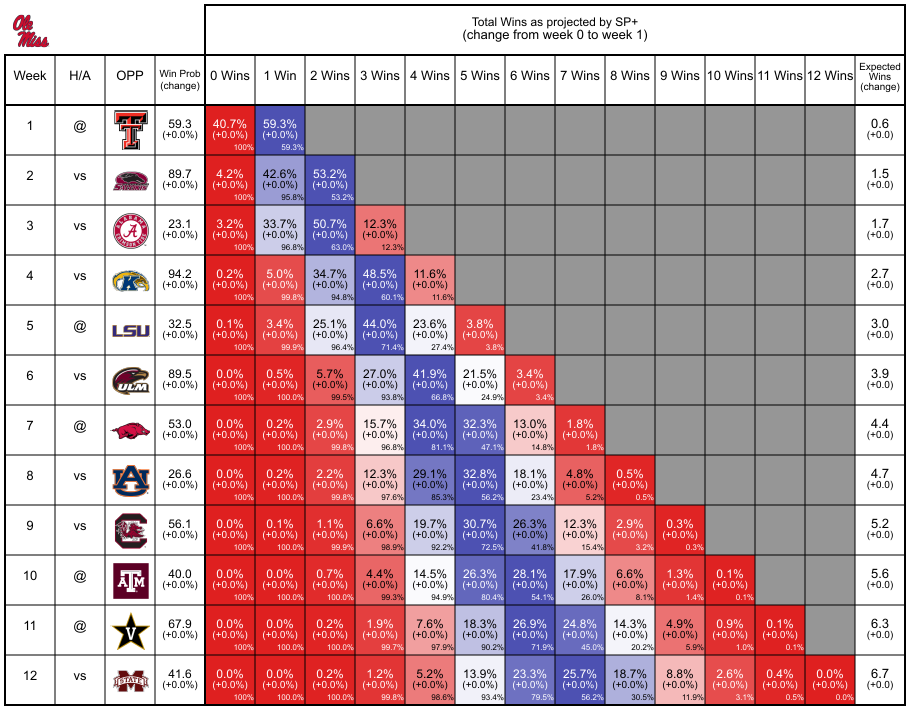 Ole
Miss
Total Wins as projected by SP+
(change from week 0 to week 1)
Week H/A OPP Win Prob (change) 0 Wins 1 Win 2 Wins 3 Wins 4 Wins 5 Wins 6 Wins 7 Wins 8 Wins 9 Wins 10 Wins 11 Wins 12 Wins Expected Wins (change)
1 @ T 59.3 40.7% 59.3% 0.6
(+0.0%) (+0.0%) (+0.0%) (+0.0)
100% 59.3%
2 vs 89.7 4.2% 42.6% 53.2% 1.5
(+0.0%) (+0.0%) (+0.0%) (+0.0%) (+0.0)
100% 95.8% 53.2%
3 vs A 23.1 3.2% 33.7% 50.7% 12.3% 1.7
(+0.0%) (+0.0%) (+0.0%) (+0.0%) (+0.0%) (+0.0)
100% 96.8% 63.0% 12.3%
4 vs K 94.2 0.2% 5.0% 34.7% 48.5% 11.6% 2.7
(+0.0%) (+0.0%) (+0.0%) (+0.0%) (+0.0%) (+0.0%) (+0.0)
100% 99.8% 94.8% 60.1% 11.6%
5 @ LSU 32.5 0.1% 3.4% 25.1% 44.0% 23.6% 3.8% 3.0
(+0.0%) (+0.0%) (+0.0%) (+0.0%) (+0.0%) (+0.0%) (+0.0%) (+0.0)
100% 99.9% 96.4% 71.4% 27.4% 3.8%
6 vs ULM 89.5 0.0% 0.5% 5.7% 27.0% 41.9% 21.5% 3.4% 3.9
(+0.0%) (+0.0%) (+0.0%) (+0.0%) (+0.0%) (+0.0%) (+0.0%) (+0.0%) (+0.0)
100% 100.0% 99.5% 93.8% 66.8% 24.9% 3.4%
7 @ 53.0 0.0% 0.2% 2.9% 15.7% 34.0% 32.3% 13.0% 1.8% 4.4
(+0.0%) (+0.0%) (+0.0%) (+0.0%) (+0.0%) (+0.0%) (+0.0%) (+0.0%) (+0.0%) (+0.0)
100% 100.0% 99.8% 96.8% 81.1% 47.1% 14.8% 1.8%
8 vs AU 26.6 0.0% 0.2% 2.2% 12.3% 29.1% 32.8% 18.1% 4.8% 0.5% 4.7
(+0.0%) (+0.0%) (+0.0%) (+0.0%) (+0.0%) (+0.0%) (+0.0%) (+0.0%) (+0.0%) (+0.0%) (+0.0)
100% 100.0% 99.8% 97.6% 85.3% 56.2% 23.4% 5.2% 0.5%
9 vs C 56.1 0.0% 0.1% 1.1% 6.6% 19.7% 30.7% 26.3% 12.3% 2.9% 0.3% 5.2
(+0.0%) (+0.0%) (+0.0%) (+0.0%) (+0.0%) (+0.0%) (+0.0%) (+0.0%) (+0.0%) (+0.0%) (+0.0%) (+0.0)
100% 100.0% 99.9% 98.9% 92.2% 72.5% 41.8% 15.4% 3.2% 0.3%
10 @ ATM 40.0 0.0% 0.0% 0.7% 4.4% 14.5% 26.3% 28.1% 17.9% 6.6% 1.3% 0.1% 5.6
(+0.0%) (+0.0%) (+0.0%) (+0.0%) (+0.0%) (+0.0%) (+0.0%) (+0.0%) (+0.0%) (+0.0%) (+0.0%) (+0.0%) (+0.0)
100% 100.0% 100.0% 99.3% 94.9% 80.4% 54.1% 26.0% 8.1% 1.4% 0.1%
11 @ V 67.9 0.0% 0.0% 0.2% 1.9% 7.6% 18.3% 26.9% 24.8% 14.3% 4.9% 0.9% 0.1% 6.3
(+0.0%) (+0.0%) (+0.0%) (+0.0%) (+0.0%) (+0.0%) (+0.0%) (+0.0%) (+0.0%) (+0.0%) (+0.0%) (+0.0%) (+0.0%) (+0.0)
100% 100.0% 100.0% 99.7% 97.9% 90.2% 71.9% 45.0% 20.2% 5.9% 1.0% 0.1%
12 vs STATE 41.6 0.0% 0.0% 0.2% 1.2% 5.2% 13.9% 23.3% 25.7% 18.7% 8.8% 2.6% 0.4% 0.0% 6.7
(+0.0%) (+0.0%) (+0.0%) (+0.0%) (+0.0%) (+0.0%) (+0.0%) (+0.0%) (+0.0%) (+0.0%) (+0.0%) (+0.0%) (+0.0%) (+0.0%) (+0.0)
100% 100.0% 100.0% 99.8% 98.6% 93.4% 79.5% 56.2% 30.5% 11.9% 3.1% 0.5% 0.0%